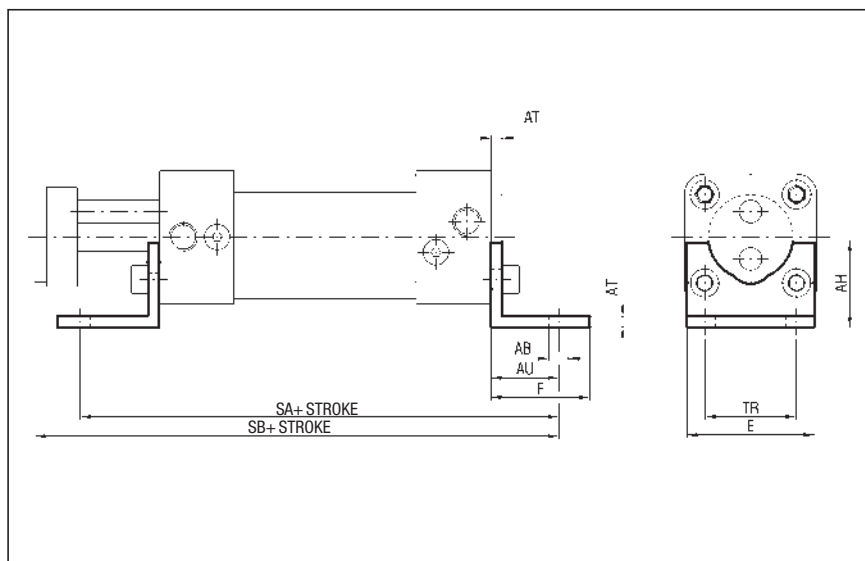 AT
AT
AH
AB
AU
F
SA+ STROKE
SB+ STROKE
TR
E